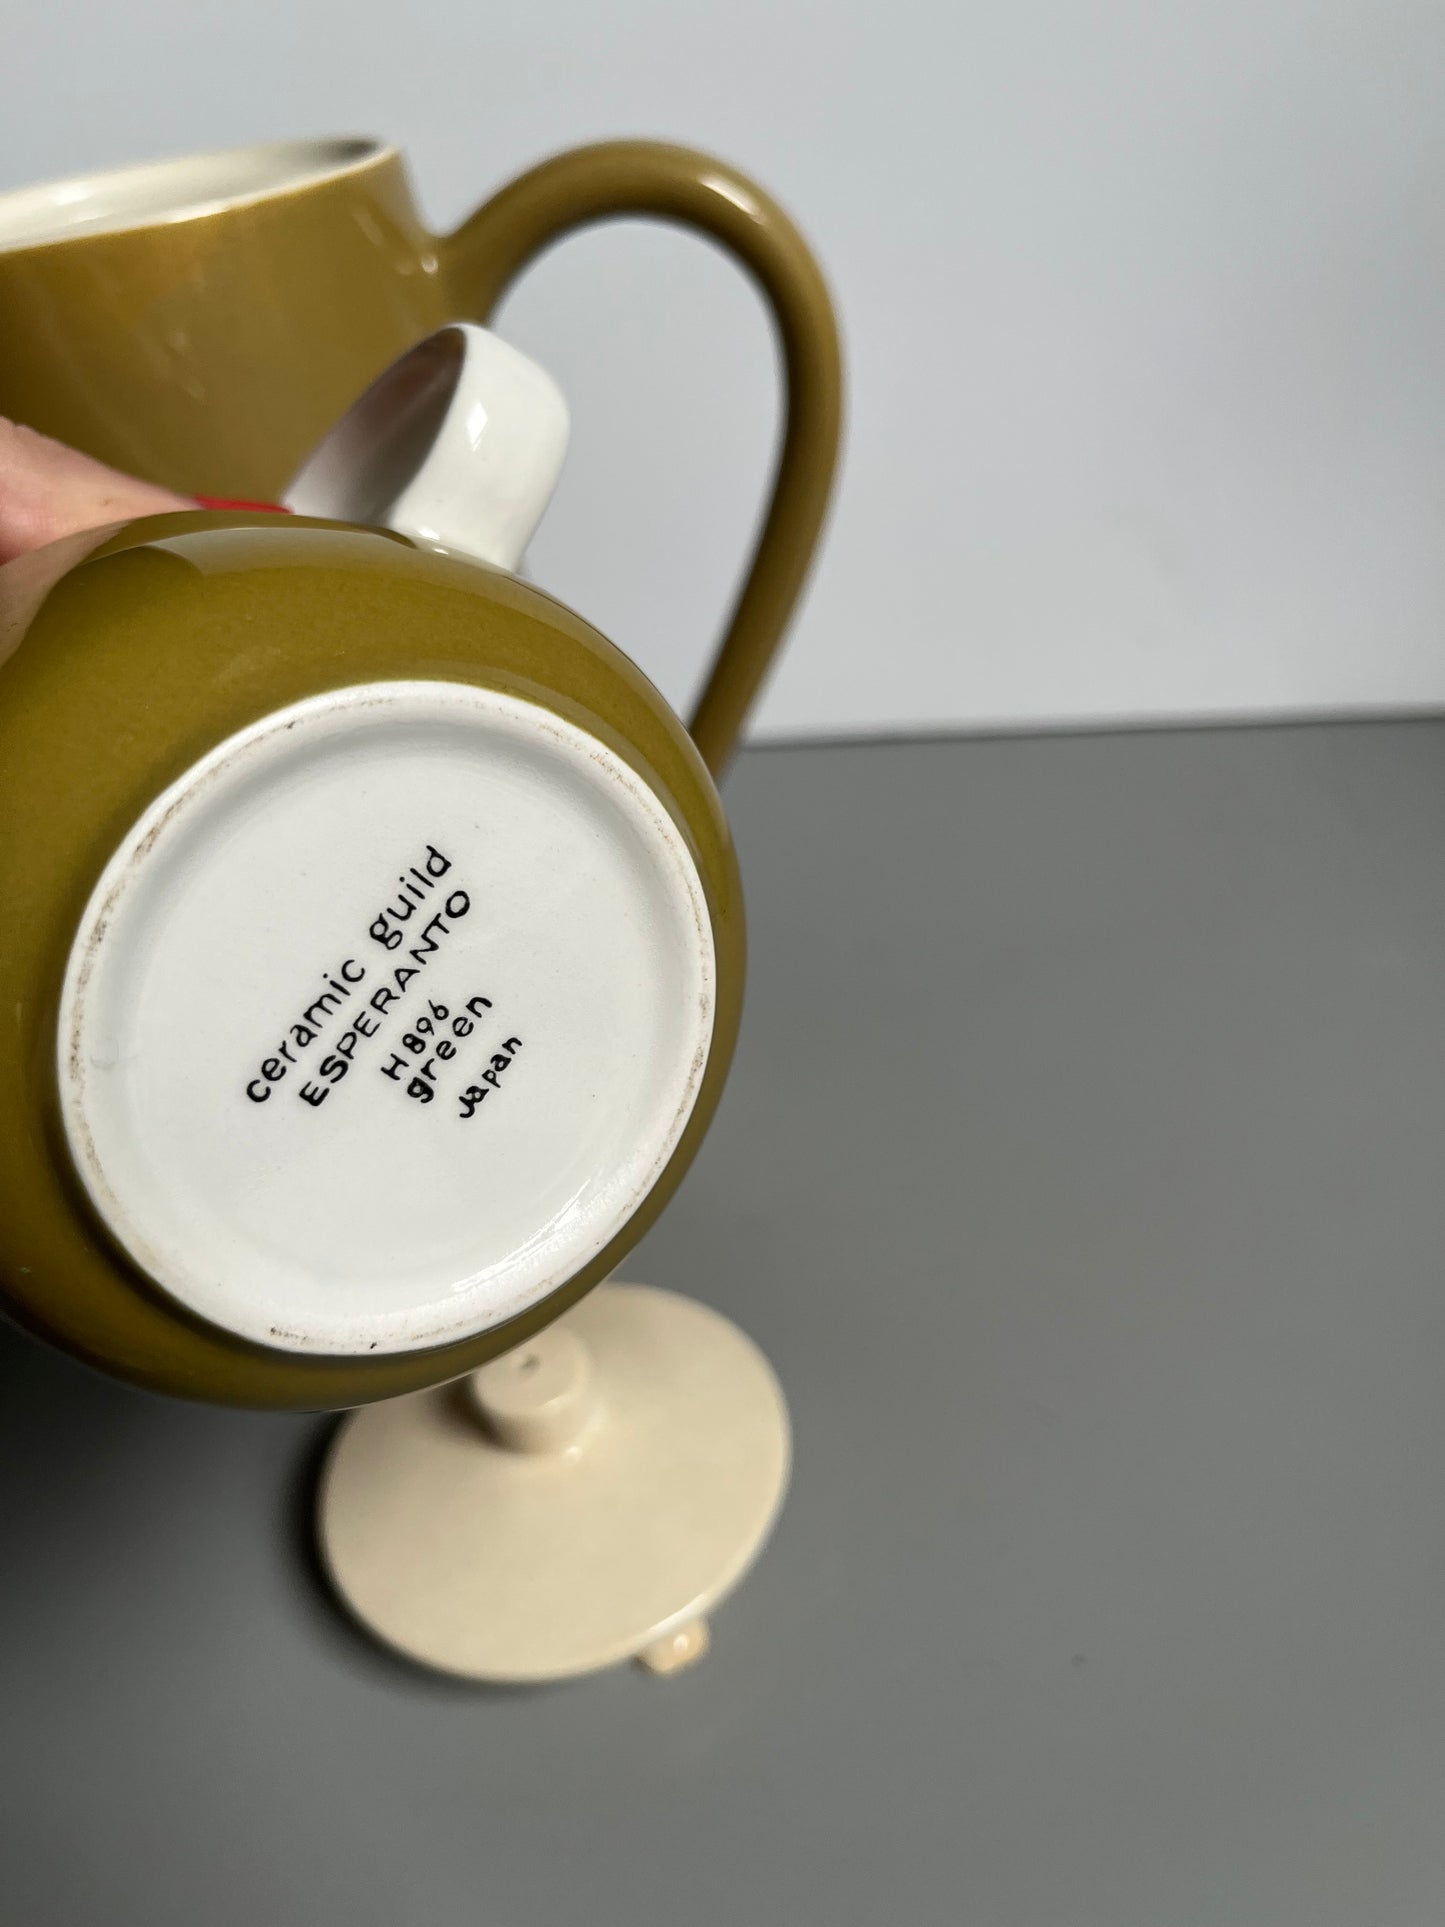 ceramic guild
ESPERANTO
H896
green
Japan